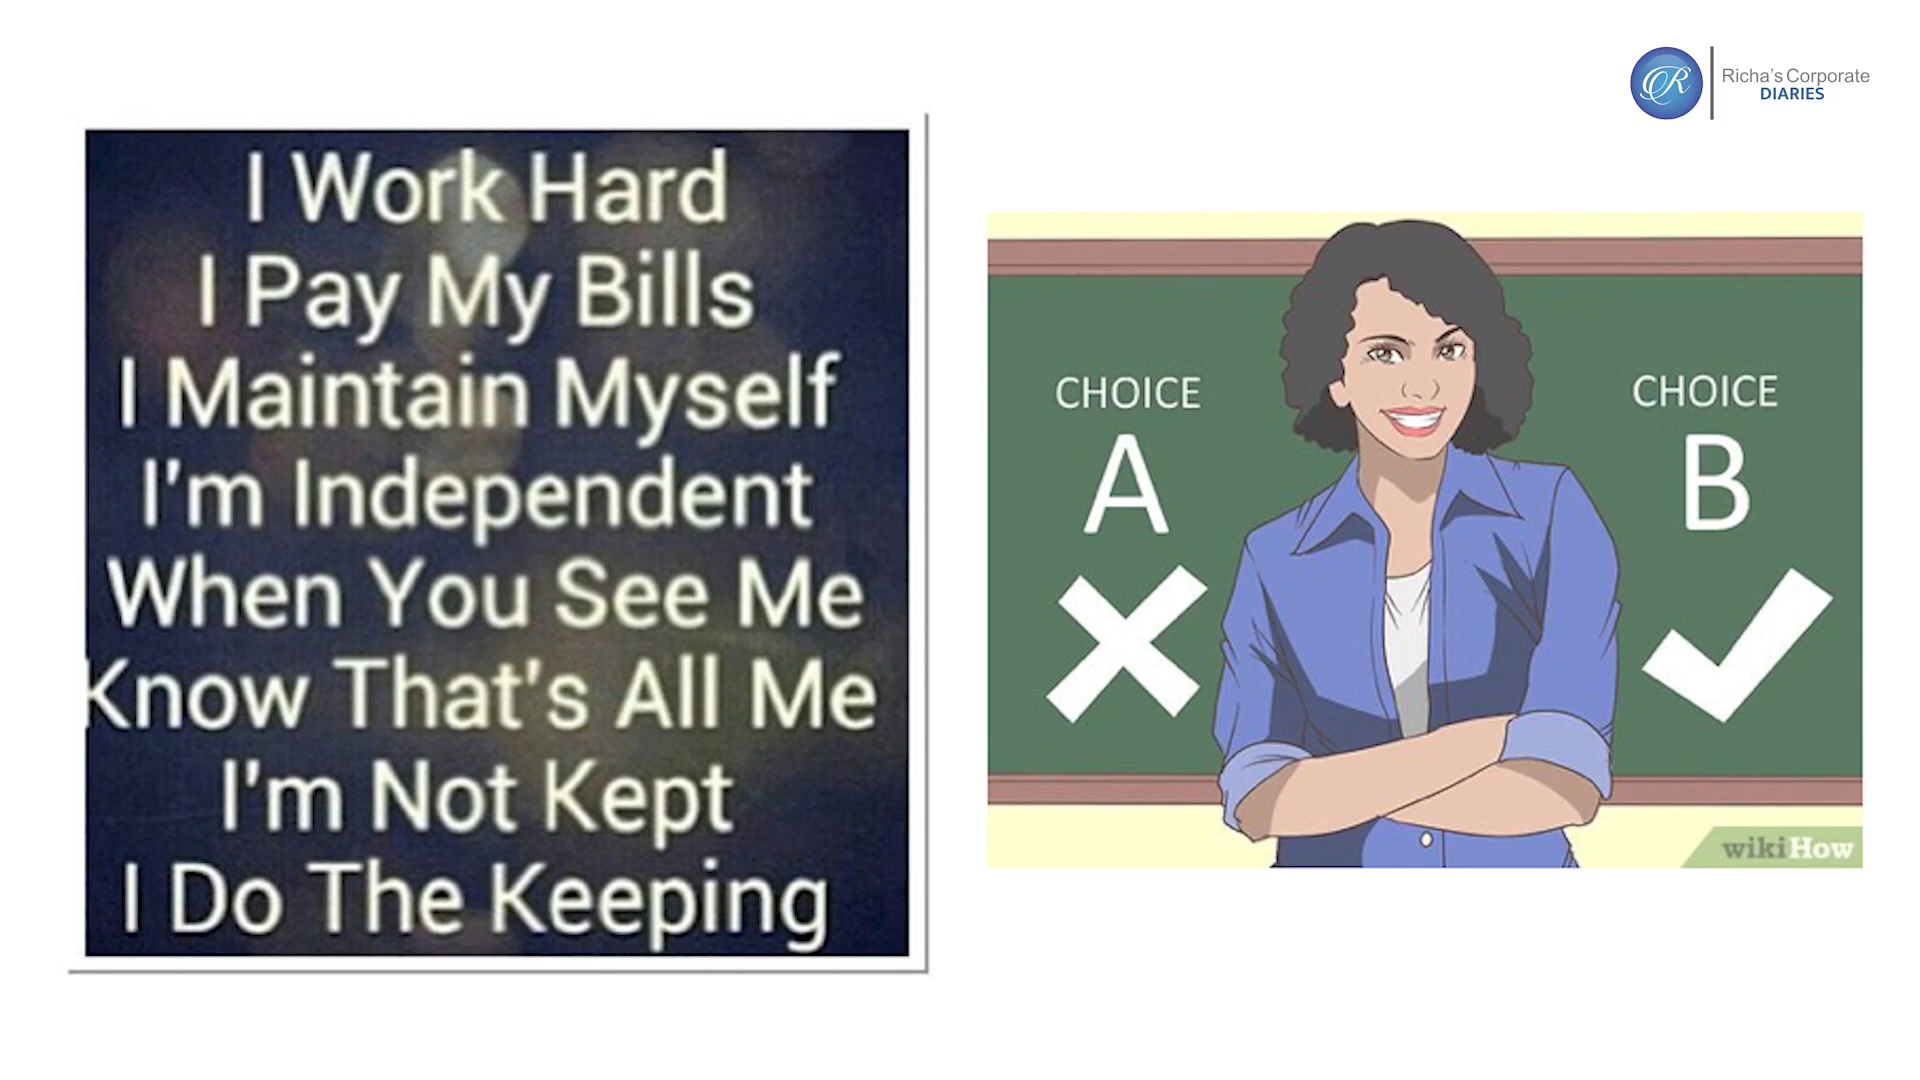 Richa's Corporate
DIARIES
I Work Hard
I Pay My Bills
I Maintain Myself
I'm Independent
When You See Me
Know That's All Me
I'm Not Kept
I Do The Keeping
CHOICE
A
CHOICE
B
wikiHow